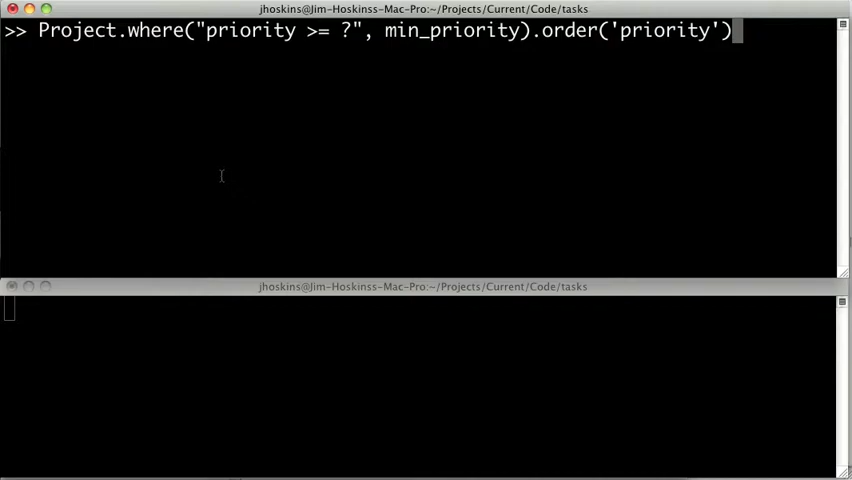 jhoskins@Jim-Hoskinss-Mac-Pro:~/Projects/Current/Code/tasks
>> Project.where("priority >= ?", min_priority).order('priority')
jhoskins@Jim-Hoskinss-Mac-Pro:~/Projects/Current/Code/tasks